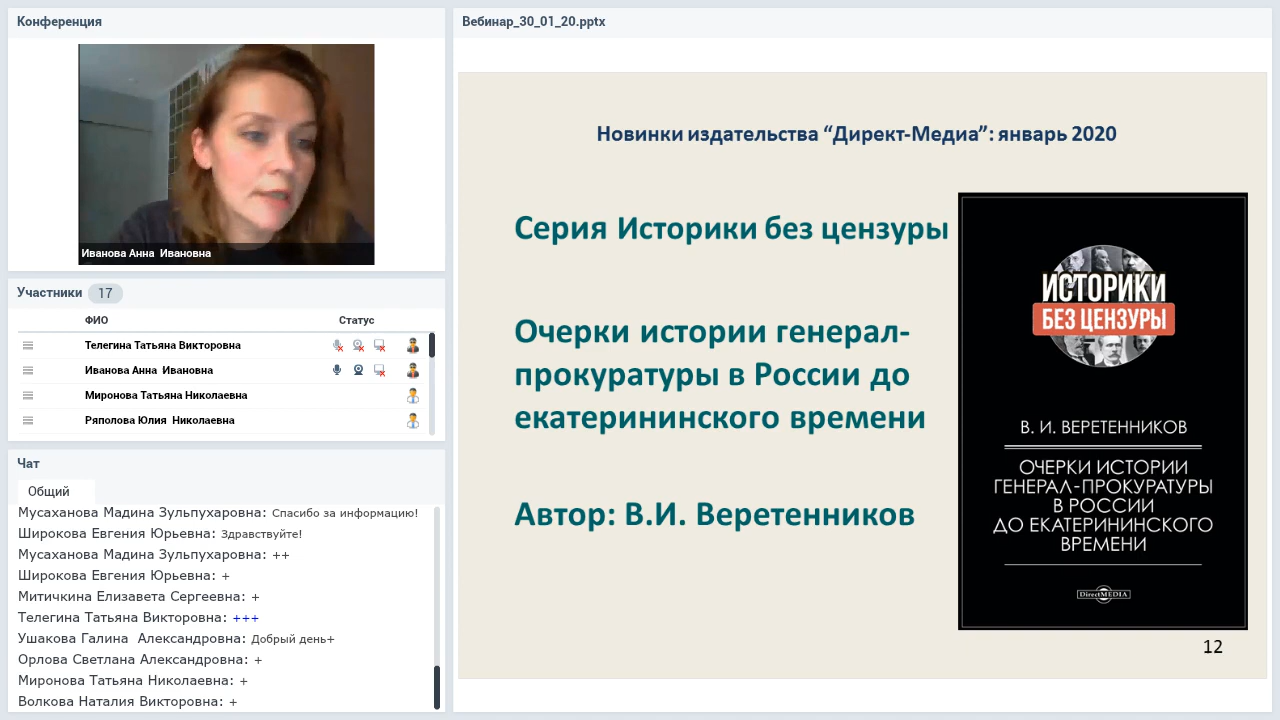 Конференция
Иванова Анна  Ивановна
Участники 17
ФИО Статус
Телегина Татьяна Викторовна
Иванова Анна  Ивановна
Миронова Татьяна Николаевна
Ряполова Юлия  Николаевна
Чат
Общий
Мусаханова Мадина Зульпухаровна: Спасибо за информацию!
Широкова Евгения Юрьевна: Здравствуйте!
Мусаханова Мадина Зульпухаровна: ++
Широкова Евгения Юрьевна: +
Митичкина Елизавета Сергеевна: +
Телегина Татьяна Викторовна: +++
Ушакова Галина  Александровна: Добрый день+
Орлова Светлана Александровна: +
Миронова Татьяна Николаевна: +
Волкова Наталия Викторовна: +
Вебинар_30_01_20.pptx
Новинки издательства “Директ-Медиа”: январь 2020
Серия Историки без цензуры
Очерки истории генерал-
прокуратуры в России до
екатерининского времени
Автор: В.И. Веретенников
ИСТОРИКИ
БЕЗ ЦЕНЗУРЫ
В. И. ВЕРЕТЕННИКОВ
ОЧЕРКИ ИСТОРИИ
ГЕНЕРАЛ-ПРОКУРАТУРЫ
В РОССИИ
ДО ЕКАТЕРИНИНСКОГО
ВРЕМЕНИ
DirectMEDIA
12